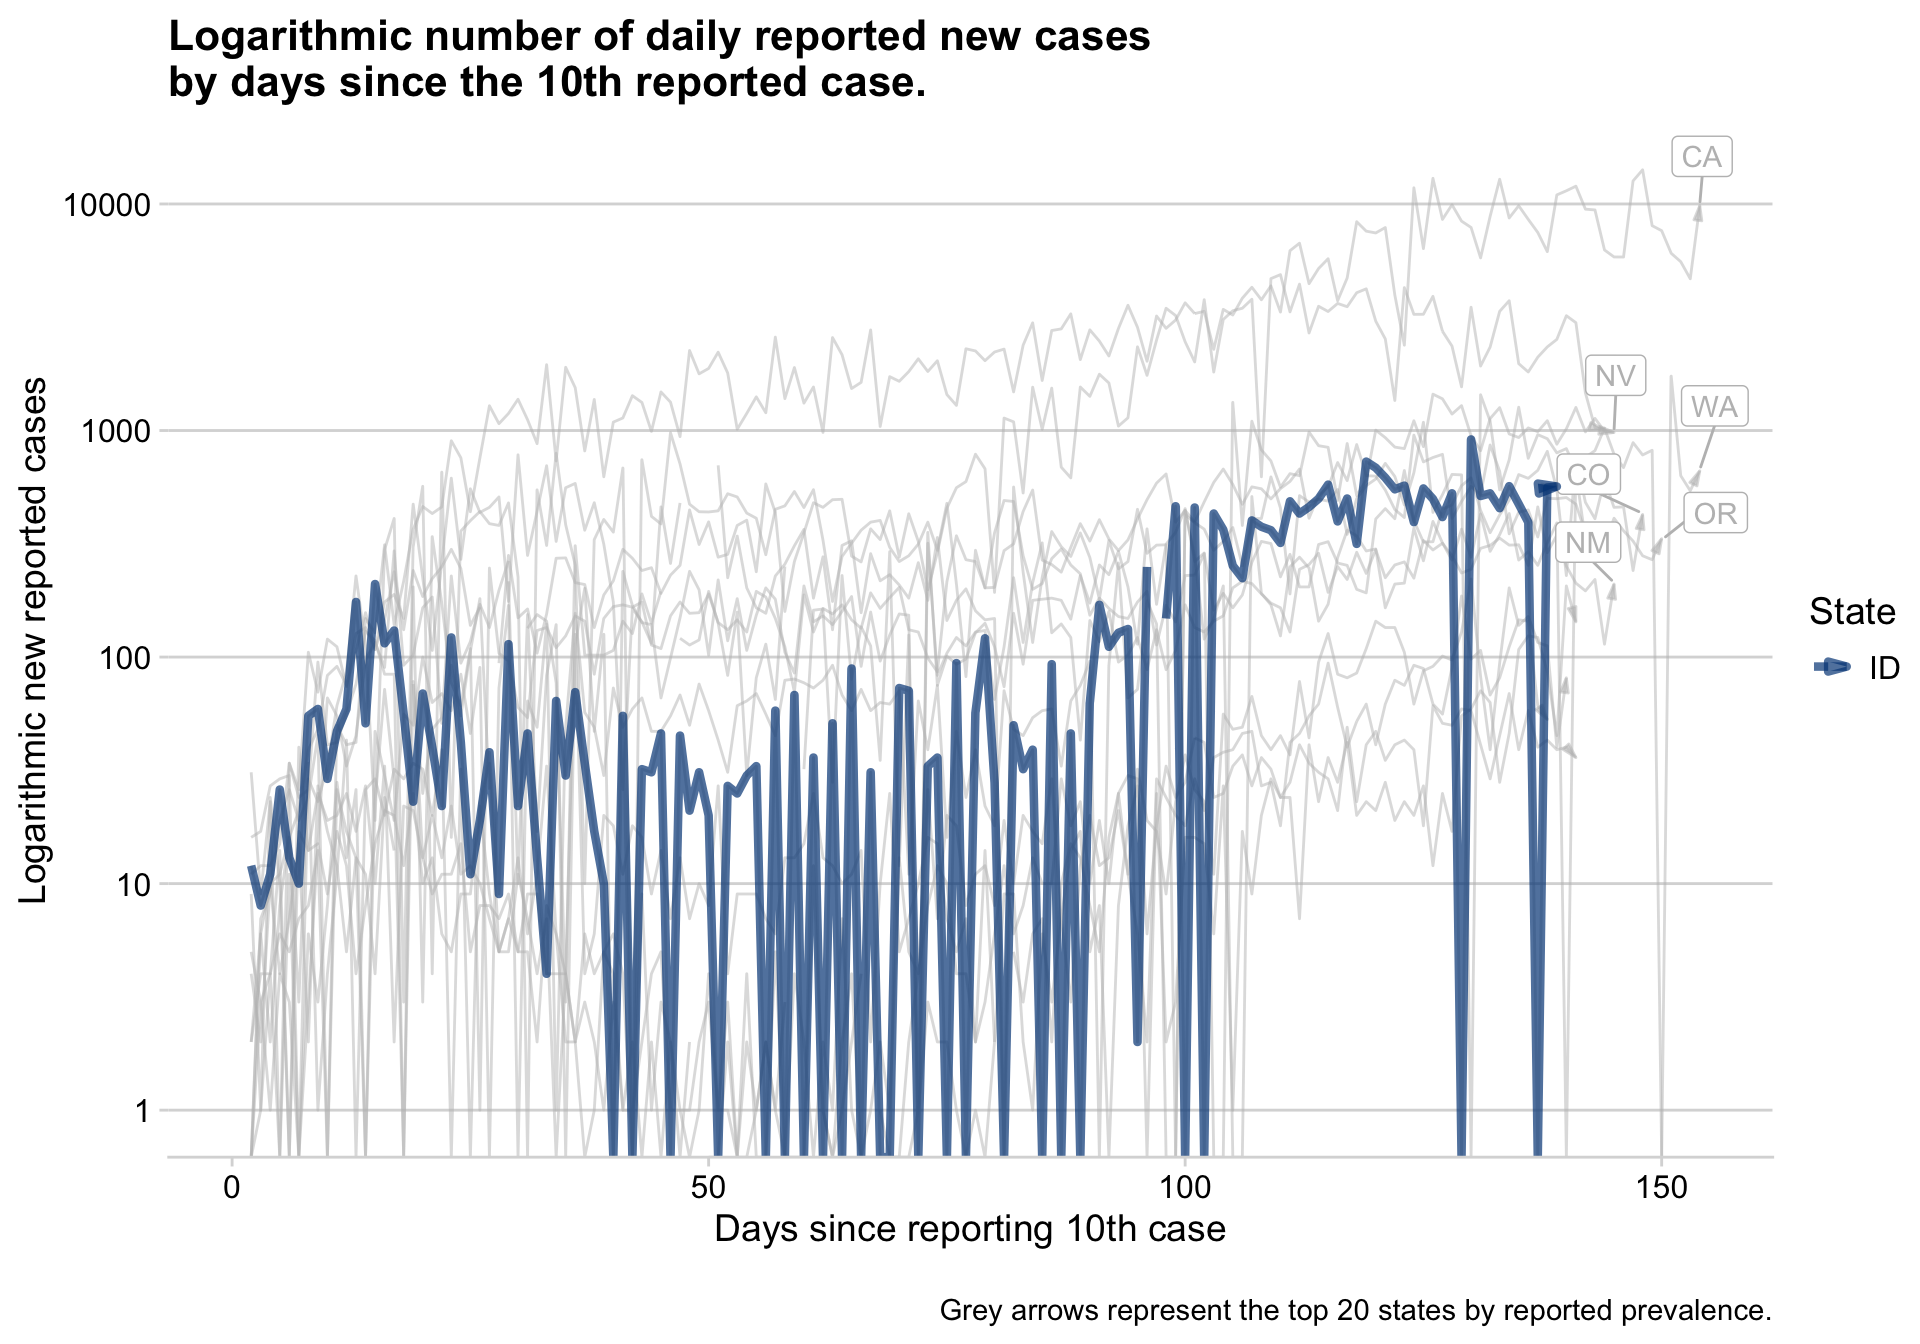 Logarithmic number of daily reported new cases
by days since the 10th reported case.
Logarithmic new reported cases
10000
1000
100
10
1
CA
NV
WA
CO
OR
NM
State
ID
0
50
100
150
Days since reporting 10th case
Grey arrows represent the top 20 states by reported prevalence.